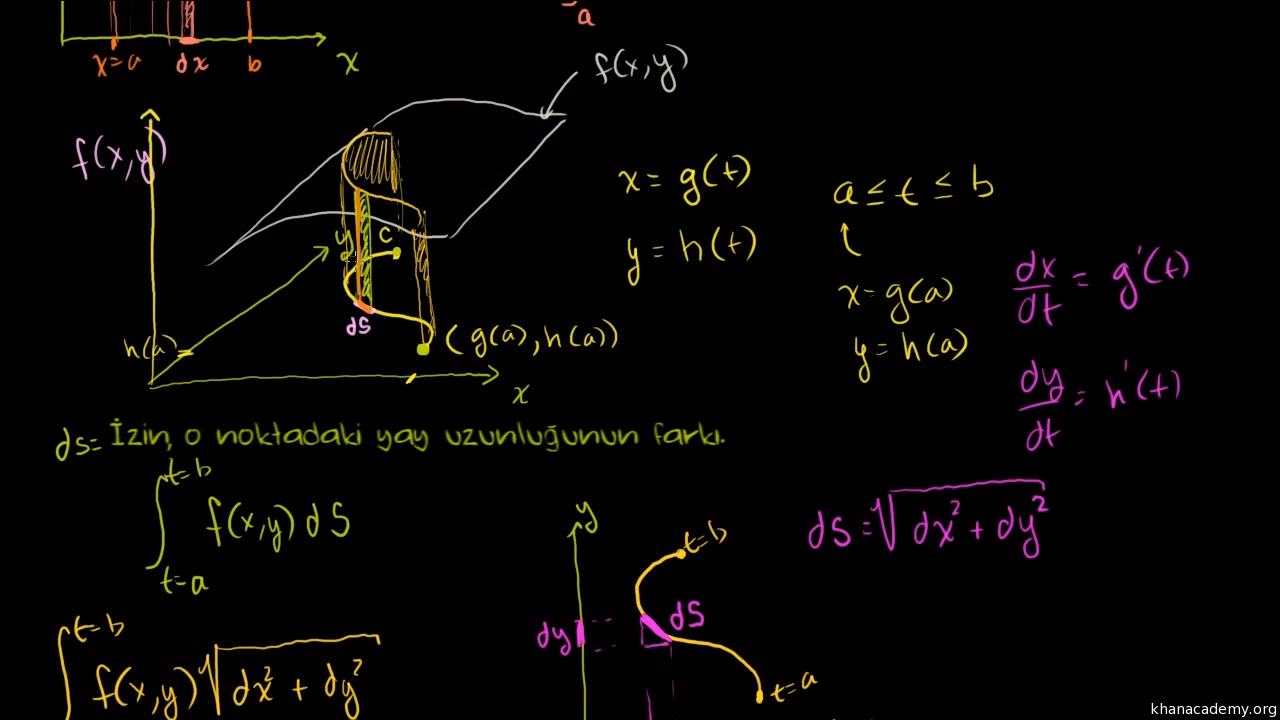 a
x=a dx b x
f(x,y)
f(x,y)
x = g(t)
y = h(t)
a ≤ t ≤ b
x = g(a)
y = h(a)
dx/dt = g'(t)
dy/dt = h'(t)
y C
dS
h(a)
(g(a), h(a))
x
ds = İzin, o noktadaki yay uzunluğunun farkı.
t=b
∫ f(x,y) dS
t=a
dS = √(dx² + dy²)
y
t=b
dS
dy
t=a
t=b
∫ f(x,y) √(dx² + dy²)
khanacademy.org